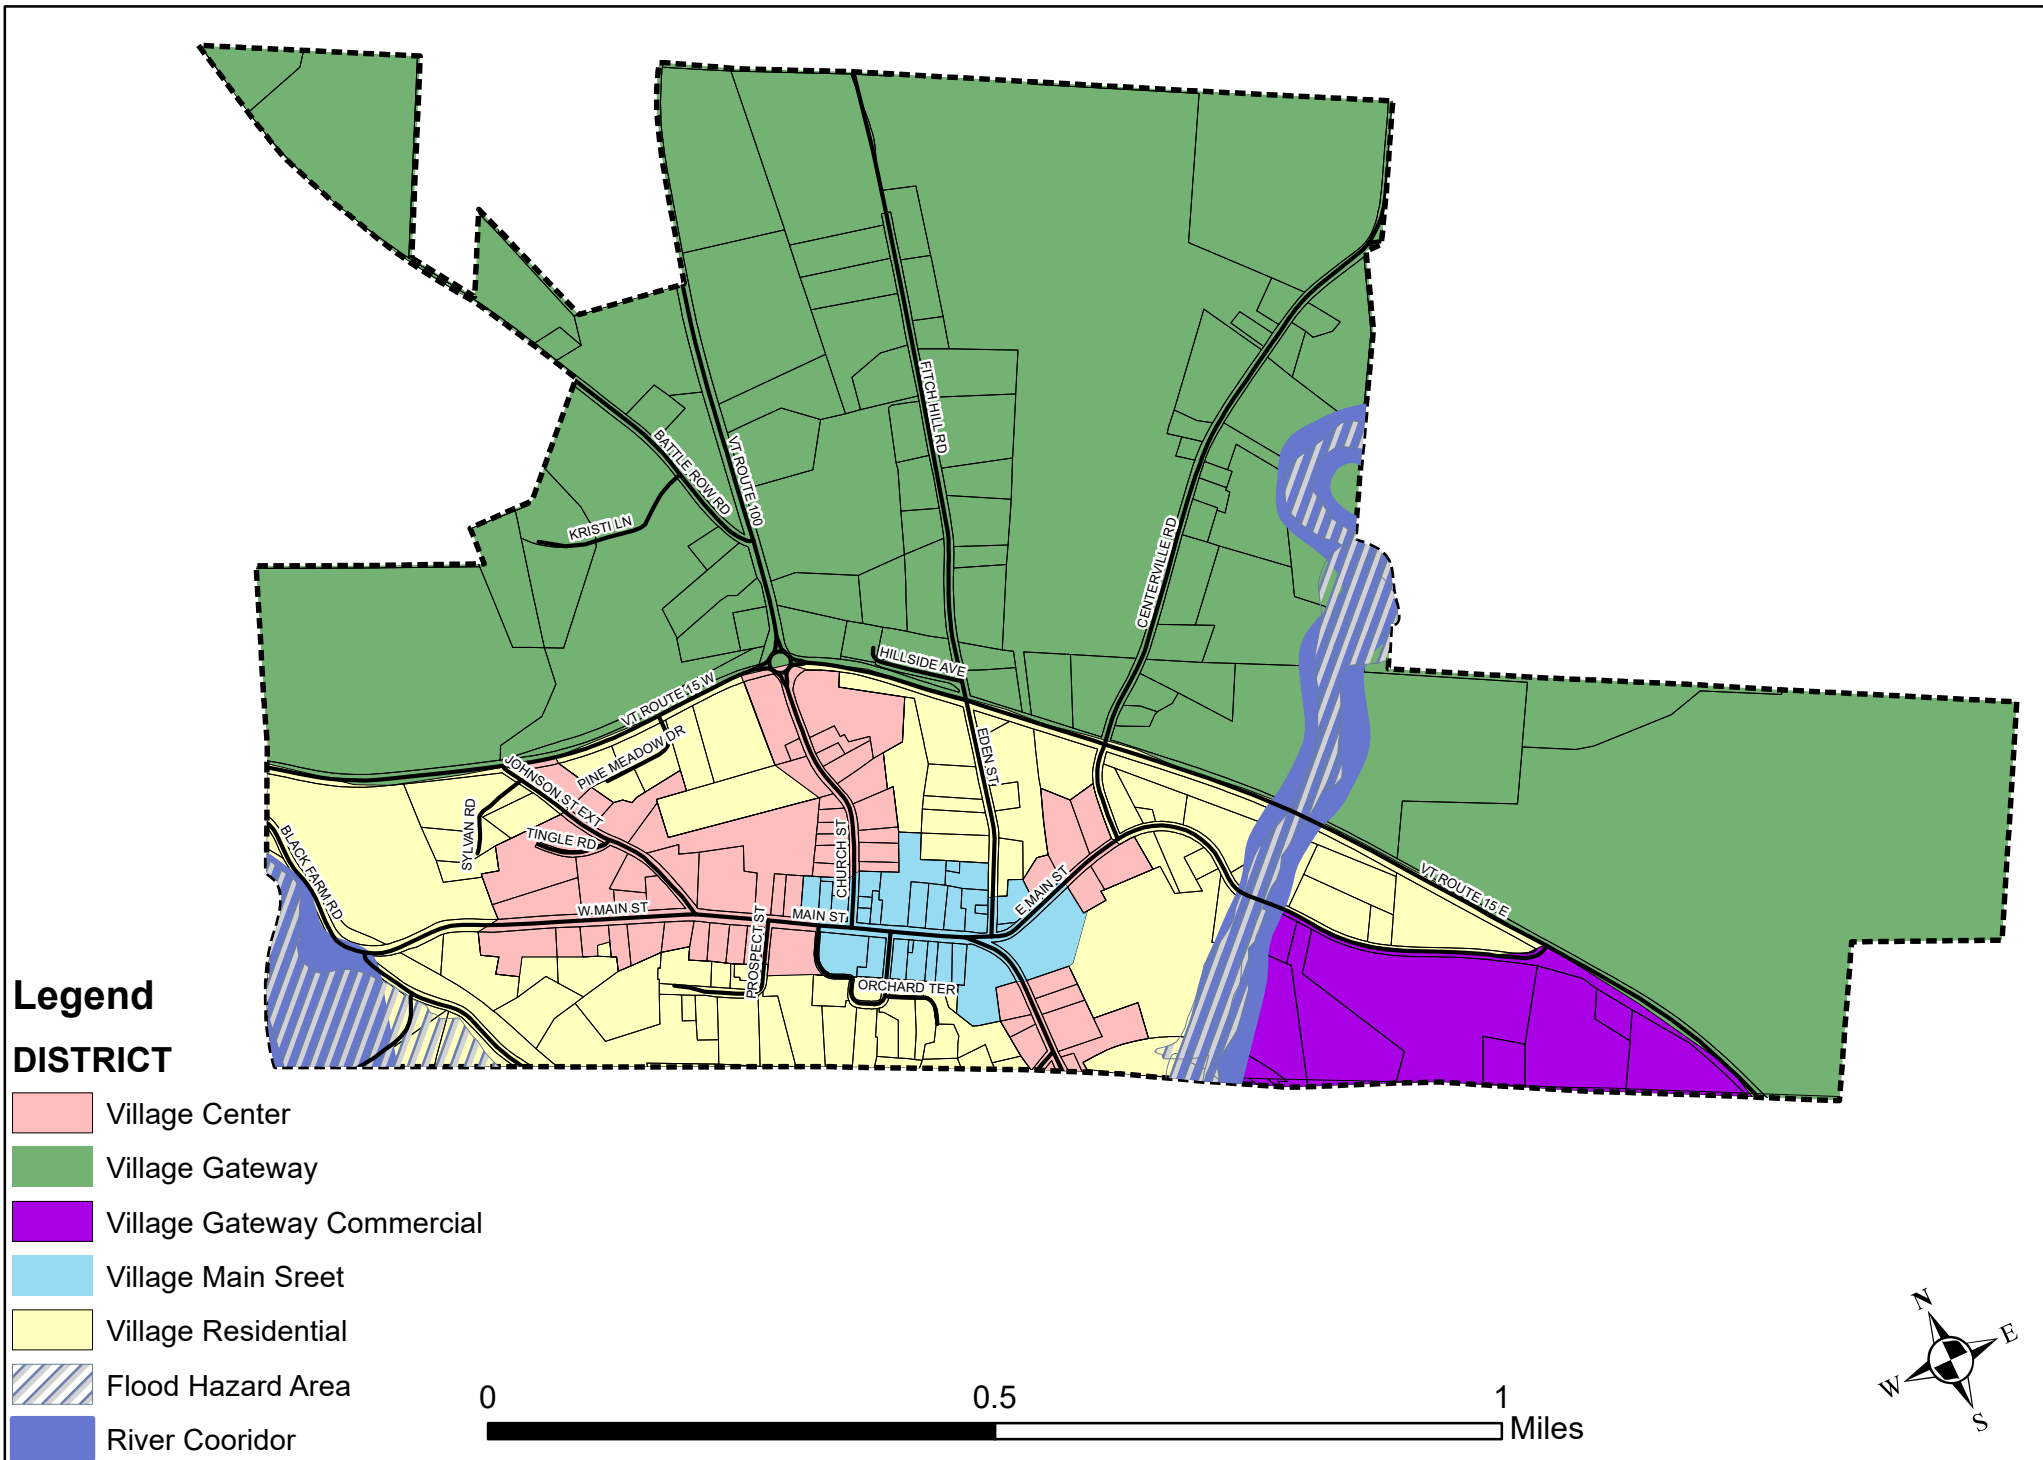 FITCH HILL RD
BATTLE ROW RD
VT ROUTE 100
KRISTI LN
CENTERVILLE RD
HILLSIDE AVE
VT ROUTE 15 W
PINE MEADOW DR
EDEN ST
JOHNSON ST EXT
SYLVAN RD
TINGLE RD
BLACK FARM RD
CHURCH ST
E MAIN ST
VT ROUTE 15 E
W MAIN ST
MAIN ST
PROSPECT ST
ORCHARD TER
Legend
DISTRICT
Village Center
Village Gateway
Village Gateway Commercial
Village Main Sreet
Village Residential
Flood Hazard Area
River Cooridor
0 0.5 1
Miles
N
E
W
S